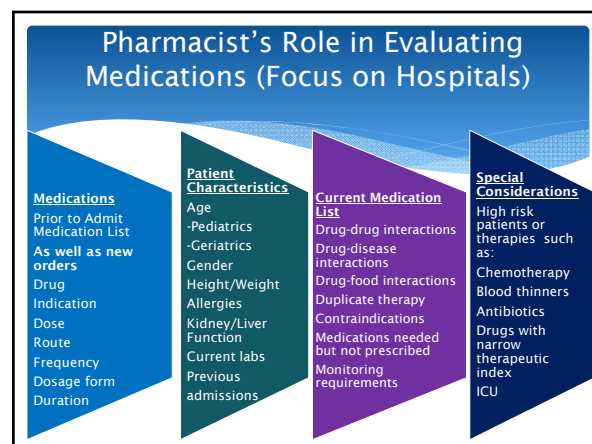 Pharmacist's Role in Evaluating
Medications (Focus on Hospitals)
Medications
Prior to Admit
Medication List
As well as new
orders
Drug
Indication
Dose
Route
Frequency
Dosage form
Duration
Patient
Characteristics
Age
-Pediatrics
-Geriatrics
Gender
Height/Weight
Allergies
Kidney/Liver
Function
Current labs
Previous
admissions
Current Medication
List
Drug-drug interactions
Drug-disease
interactions
Drug-food interactions
Duplicate therapy
Contraindications
Medications needed
but not prescribed
Monitoring
requirements
Special
Considerations
High risk
patients or
therapies such
as:
Chemotherapy
Blood thinners
Antibiotics
Drugs with
narrow
therapeutic
index
ICU